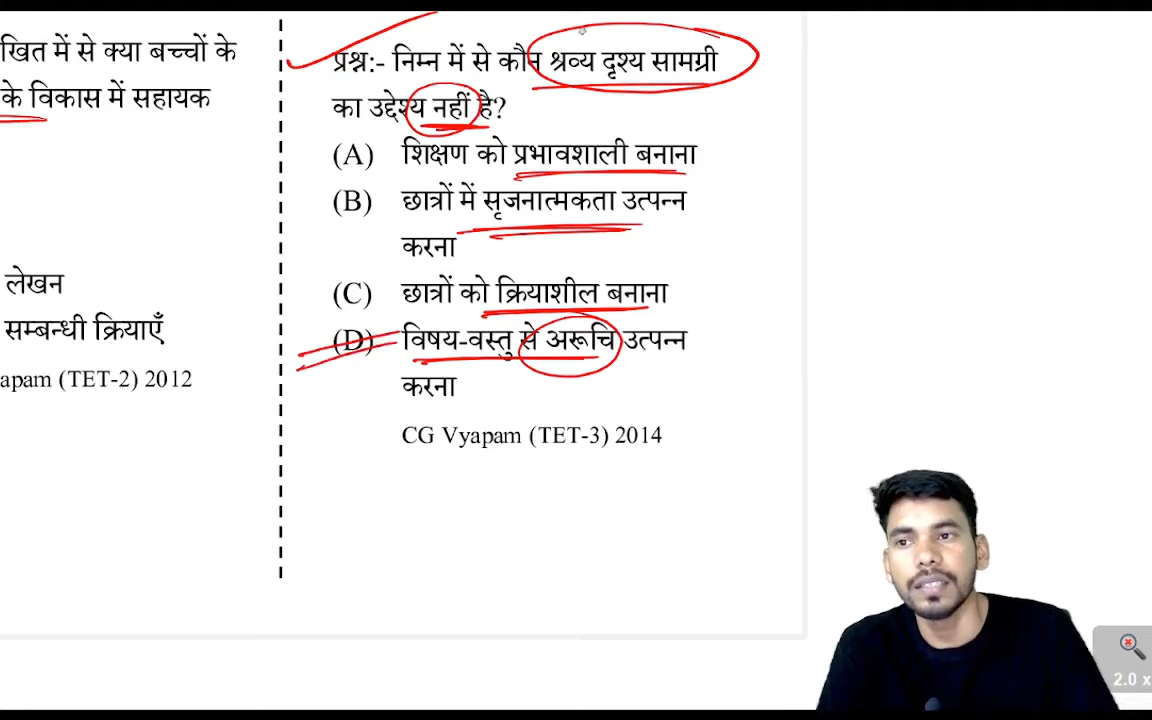 खित में से क्या बच्चों के
के विकास में सहायक
लेखन
सम्बन्धी क्रियाएँ
apam (TET-2) 2012
प्रश्न:- निम्न में से कौन श्रव्य दृश्य सामग्री
का उद्देश्य नहीं है?
(A) शिक्षण को प्रभावशाली बनाना
(B) छात्रों में सृजनात्मकता उत्पन्न
करना
(C) छात्रों को क्रियाशील बनाना
(D) विषय-वस्तु से अरूचि उत्पन्न
करना
CG Vyapam (TET-3) 2014
2.0 x